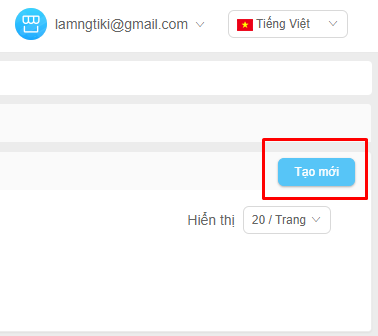 lamngtiki@gmail.com Tiếng Việt
Tạo mới
Hiển thị 20 / Trang